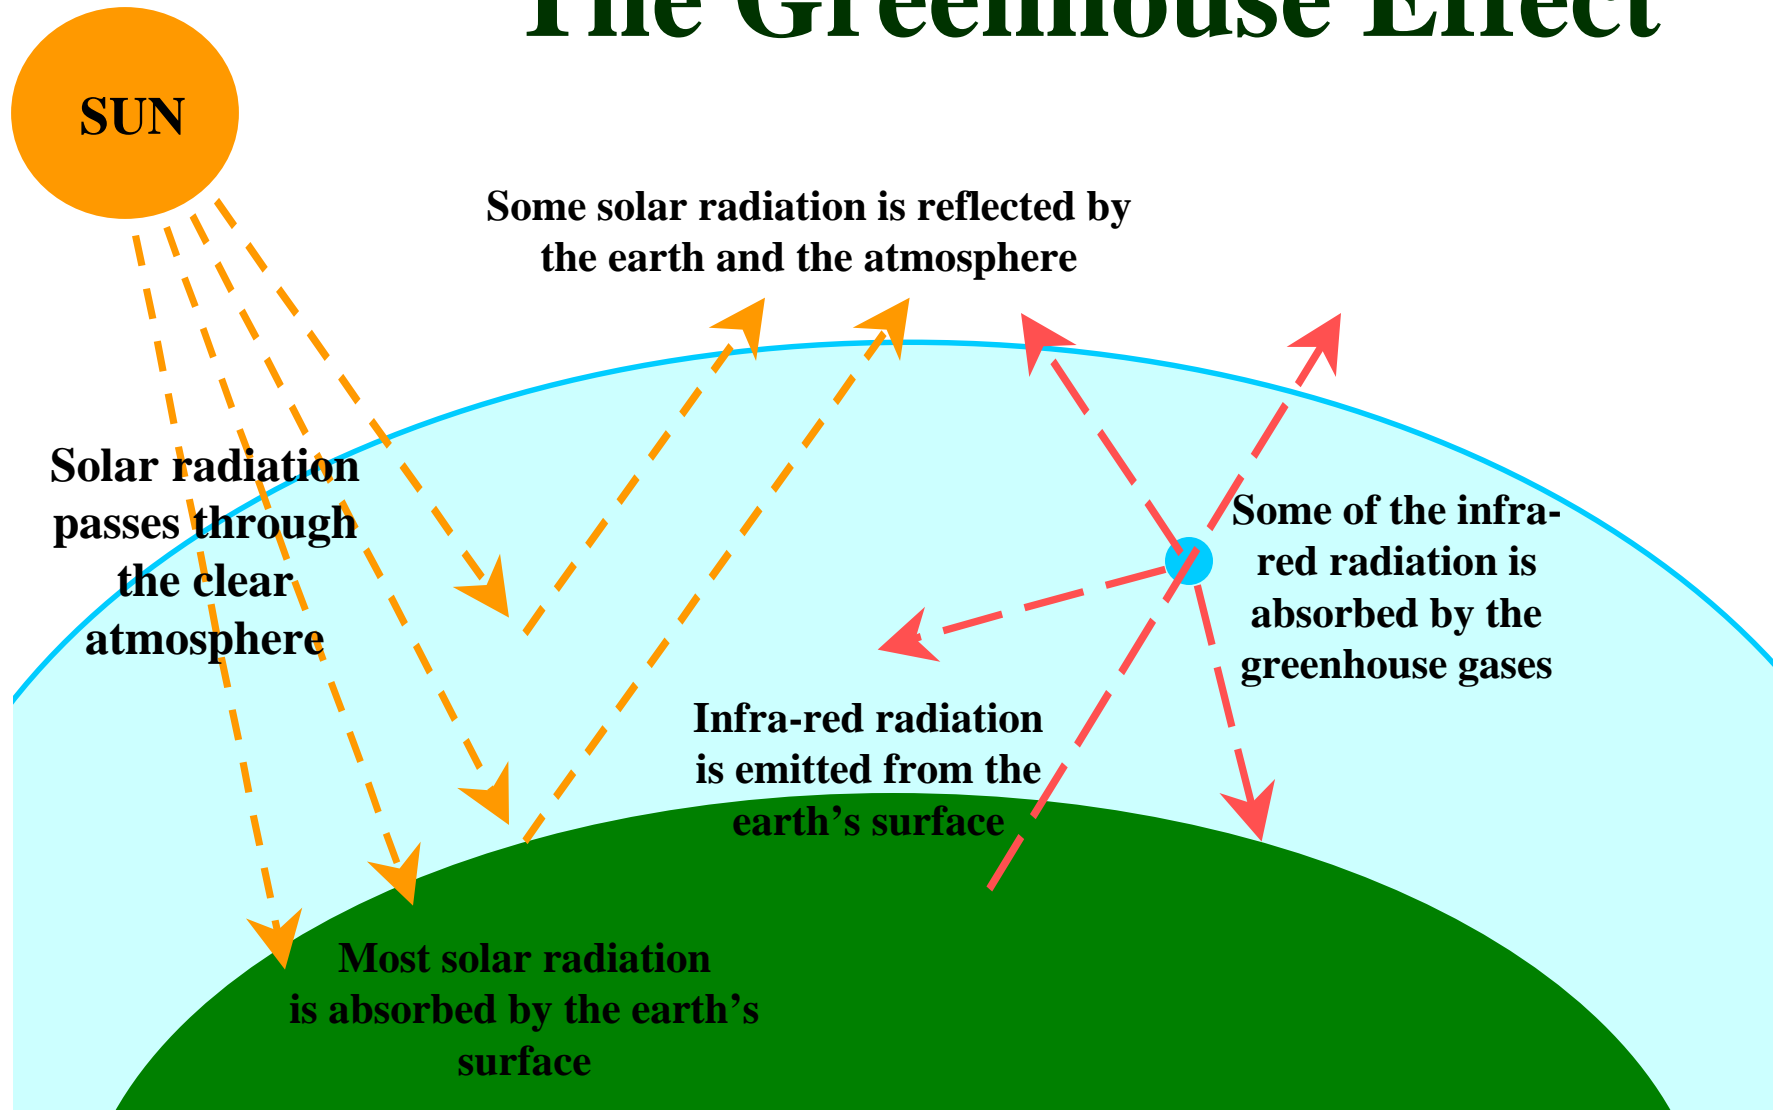 The Greenhouse Effect
SUN
Some solar radiation is reflected by
the earth and the atmosphere
Solar radiation
passes through
the clear
atmosphere
Some of the infra-
red radiation is
absorbed by the
greenhouse gases
Infra-red radiation
is emitted from the
earth’s surface
Most solar radiation
is absorbed by the earth’s
surface